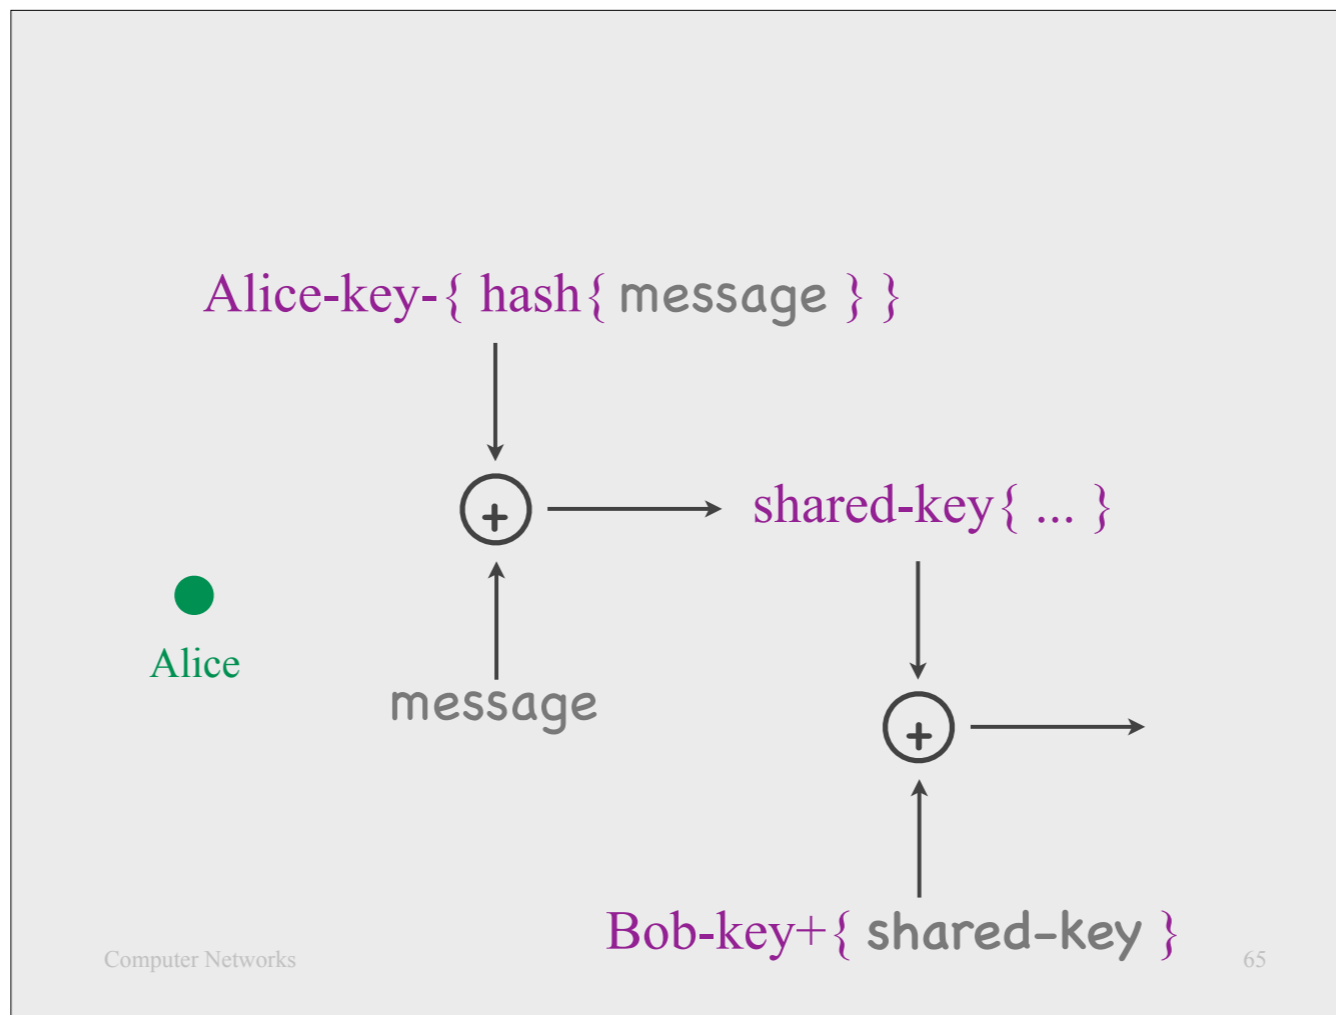 Alice-key-{ hash{ message } }
+
shared-key{ ... }
Alice
message
+
Bob-key+{ shared-key }
Computer Networks
65